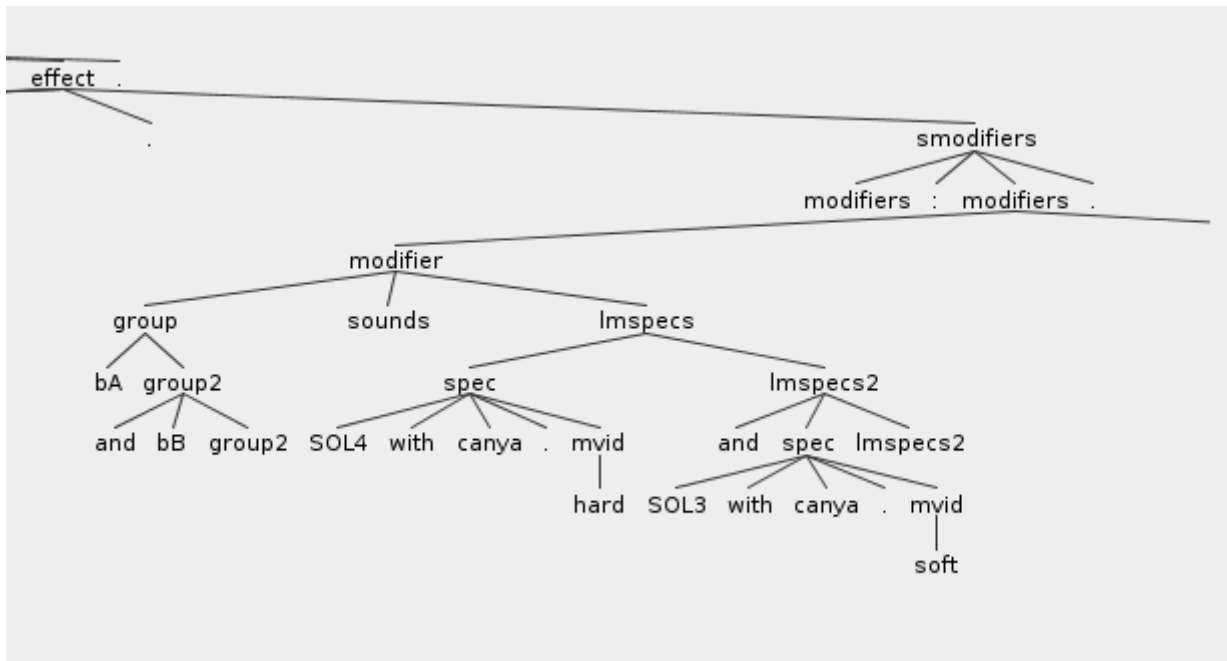 effect .
.
smodifiers
modifiers : modifiers .
modifier
group sounds lmspecs
bA group2 spec lmspecs2
and bB group2 SOL4 with canya . mvid and spec lmspecs2
hard SOL3 with canya . mvid
soft